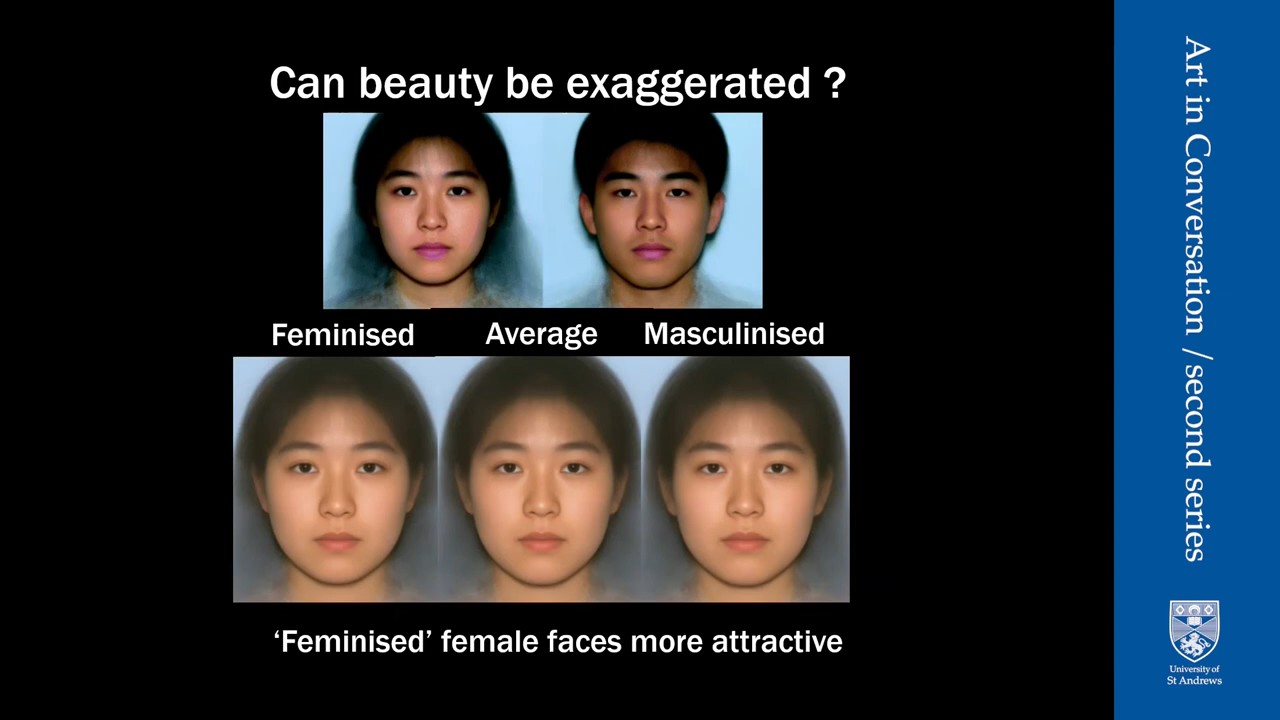 Can beauty be exaggerated ?
Feminised Average Masculinised
‘Feminised’ female faces more attractive
Art in Conversation / second series
University of
St Andrews